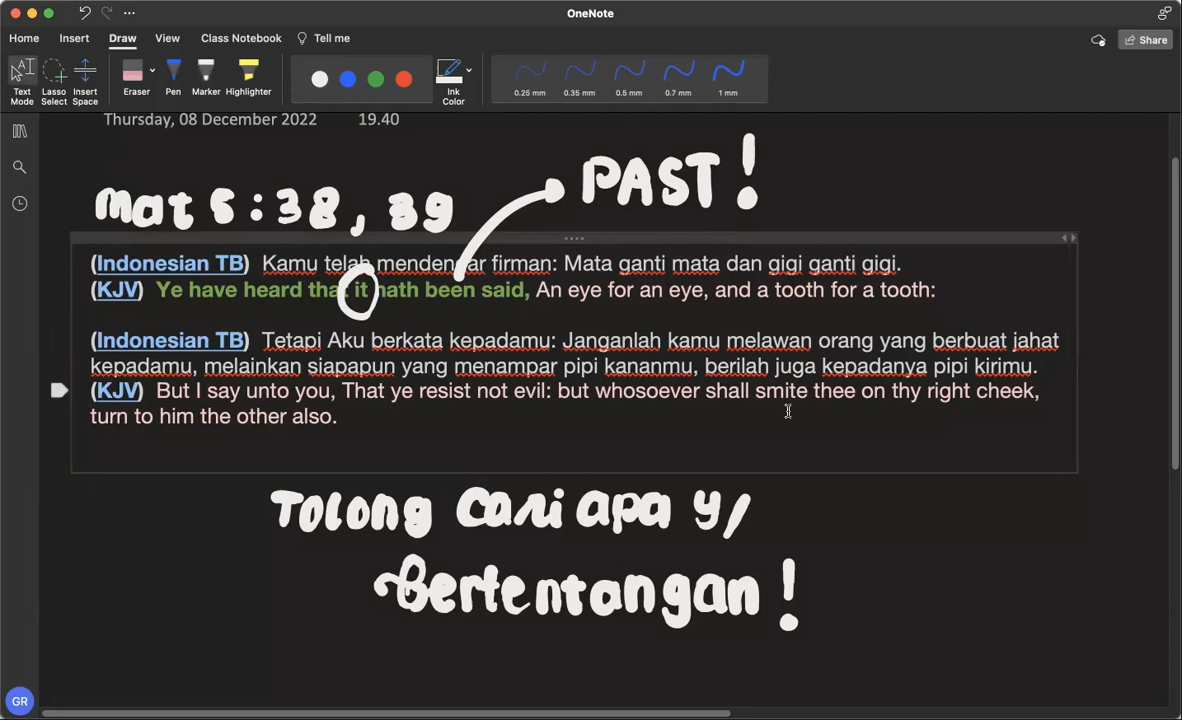 OneNote
Home Insert Draw View Class Notebook Tell me
Share
Text Mode
Lasso Select
Insert Space
Eraser
Pen
Marker
Highlighter
Ink Color
0.25 mm 0.35 mm 0.5 mm 0.7 mm 1 mm
Thursday, 08 December 2022 19.40
PAST !
mat 5 : 38 , 39
(Indonesian TB) Kamu telah mendengar firman: Mata ganti mata dan gigi ganti gigi.
(KJV) Ye have heard that it hath been said, An eye for an eye, and a tooth for a tooth:
(Indonesian TB) Tetapi Aku berkata kepadamu: Janganlah kamu melawan orang yang berbuat jahat
kepadamu, melainkan siapapun yang menampar pipi kananmu, berilah juga kepadanya pipi kirimu.
(KJV) But I say unto you, That ye resist not evil: but whosoever shall smite thee on thy right cheek,
turn to him the other also.
Tolong Cari apa y/
Bertentangan !
GR